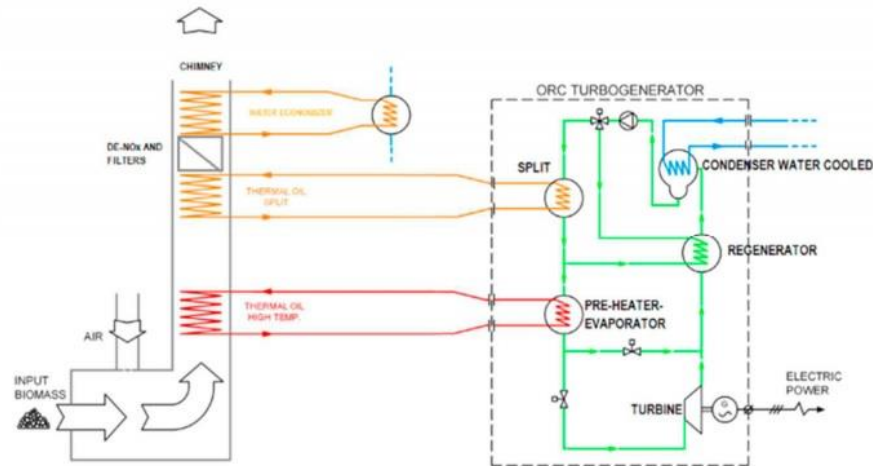 CHIMNEY
WATER ECONOMIZER
DE-NOx AND
FILTERS
THERMAL OIL
SPLIT
THERMAL OIL
HIGH TEMP.
AIR
INPUT
BIOMASS
ORC TURBOGENERATOR
SPLIT
CONDENSER WATER COOLED
REGENERATOR
PRE-HEATER-
EVAPORATOR
TURBINE
G
ELECTRIC
POWER